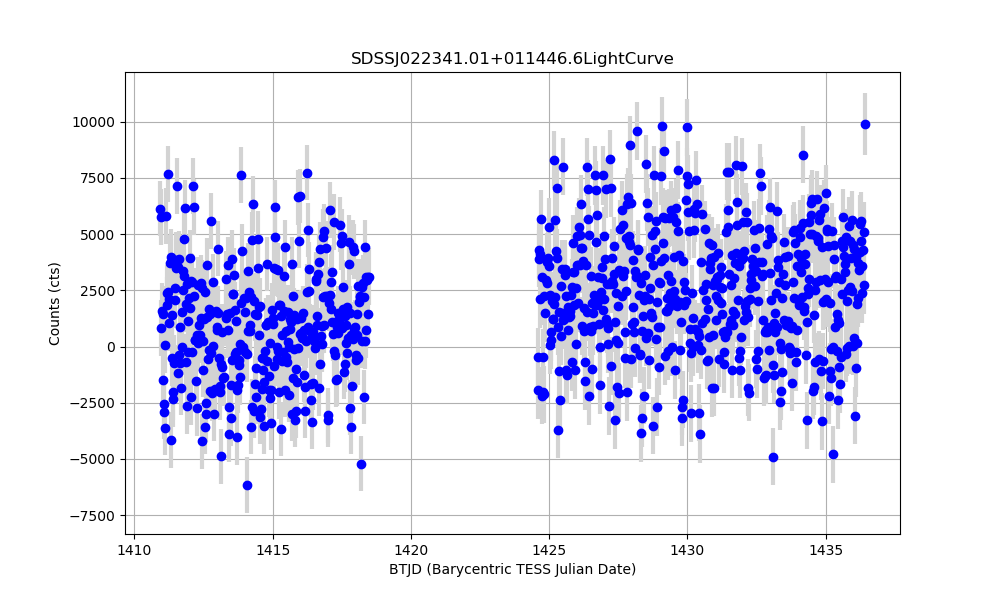 SDSSJ022341.01+011446.6LightCurve
10000
7500
5000
2500
0
−2500
−5000
−7500
Counts (cts)
1410 1415 1420 1425 1430 1435
BTJD (Barycentric TESS Julian Date)